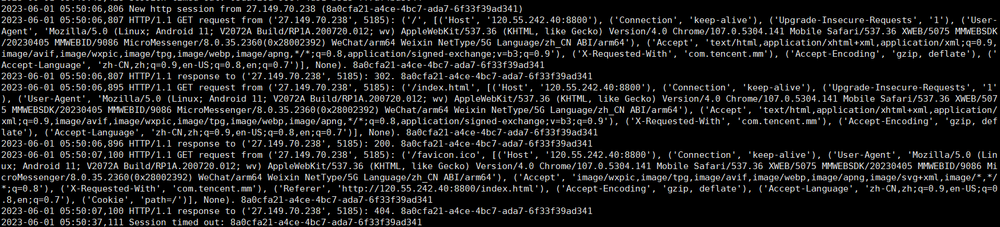 2023-06-01 05:50:06,806 New http session from 27.149.70.238 (8a0cfa21-a4ce-4bc7-ada7-6f33f39ad341)
2023-06-01 05:50:06,807 HTTP/1.1 GET request from ('27.149.70.238', 5185): ('/', [('Host', '120.55.242.40:8800'), ('Connection', 'keep-alive'), ('Upgrade-Insecure-Requests', '1'), ('User-
Agent', 'Mozilla/5.0 (Linux; Android 11; V2072A Build/RP1A.200720.012; wv) AppleWebKit/537.36 (KHTML, like Gecko) Version/4.0 Chrome/107.0.5304.141 Mobile Safari/537.36 XWEB/5075 MMWEBSDK
/20230405 MMWEBID/9086 MicroMessenger/8.0.35.2360(0x28002392) WeChat/arm64 Weixin NetType/5G Language/zh_CN ABI/arm64'), ('Accept', 'text/html,application/xhtml+xml,application/xml;q=0.9,
image/avif,image/wxpic,image/tpg,image/webp,image/apng,*/*;q=0.8,application/signed-exchange;v=b3;q=0.9'), ('X-Requested-With', 'com.tencent.mm'), ('Accept-Encoding', 'gzip, deflate'), ('
Accept-Language', 'zh-CN,zh;q=0.9,en-US;q=0.8,en;q=0.7')], None). 8a0cfa21-a4ce-4bc7-ada7-6f33f39ad341
2023-06-01 05:50:06,807 HTTP/1.1 response to ('27.149.70.238', 5185): 302. 8a0cfa21-a4ce-4bc7-ada7-6f33f39ad341
2023-06-01 05:50:06,895 HTTP/1.1 GET request from ('27.149.70.238', 5185): ('/index.html', [('Host', '120.55.242.40:8800'), ('Connection', 'keep-alive'), ('Upgrade-Insecure-Requests', '1'
), ('User-Agent', 'Mozilla/5.0 (Linux; Android 11; V2072A Build/RP1A.200720.012; wv) AppleWebKit/537.36 (KHTML, like Gecko) Version/4.0 Chrome/107.0.5304.141 Mobile Safari/537.36 XWEB/507
5 MMWEBSDK/20230405 MMWEBID/9086 MicroMessenger/8.0.35.2360(0x28002392) WeChat/arm64 Weixin NetType/5G Language/zh_CN ABI/arm64'), ('Accept', 'text/html,application/xhtml+xml,application/
xml;q=0.9,image/avif,image/wxpic,image/tpg,image/webp,image/apng,*/*;q=0.8,application/signed-exchange;v=b3;q=0.9'), ('X-Requested-With', 'com.tencent.mm'), ('Accept-Encoding', 'gzip, def
late'), ('Accept-Language', 'zh-CN,zh;q=0.9,en-US;q=0.8,en;q=0.7')], None). 8a0cfa21-a4ce-4bc7-ada7-6f33f39ad341
2023-06-01 05:50:06,896 HTTP/1.1 response to ('27.149.70.238', 5185): 200. 8a0cfa21-a4ce-4bc7-ada7-6f33f39ad341
2023-06-01 05:50:07,100 HTTP/1.1 GET request from ('27.149.70.238', 5185): ('/favicon.ico', [('Host', '120.55.242.40:8800'), ('Connection', 'keep-alive'), ('User-Agent', 'Mozilla/5.0 (Lin
ux; Android 11; V2072A Build/RP1A.200720.012; wv) AppleWebKit/537.36 (KHTML, like Gecko) Version/4.0 Chrome/107.0.5304.141 Mobile Safari/537.36 XWEB/5075 MMWEBSDK/20230405 MMWEBID/9086 Mi
croMessenger/8.0.35.2360(0x28002392) WeChat/arm64 Weixin NetType/5G Language/zh_CN ABI/arm64'), ('Accept', 'image/wxpic,image/tpg,image/avif,image/webp,image/apng,image/svg+xml,image/*,*/
*;q=0.8'), ('X-Requested-With', 'com.tencent.mm'), ('Referer', 'http://120.55.242.40:8800/index.html'), ('Accept-Encoding', 'gzip, deflate'), ('Accept-Language', 'zh-CN,zh;q=0.9,en-US;q=0
.8,en;q=0.7'), ('Cookie', 'path=/')], None). 8a0cfa21-a4ce-4bc7-ada7-6f33f39ad341
2023-06-01 05:50:07,100 HTTP/1.1 response to ('27.149.70.238', 5185): 404. 8a0cfa21-a4ce-4bc7-ada7-6f33f39ad341
2023-06-01 05:50:37,111 Session timed out: 8a0cfa21-a4ce-4bc7-ada7-6f33f39ad341